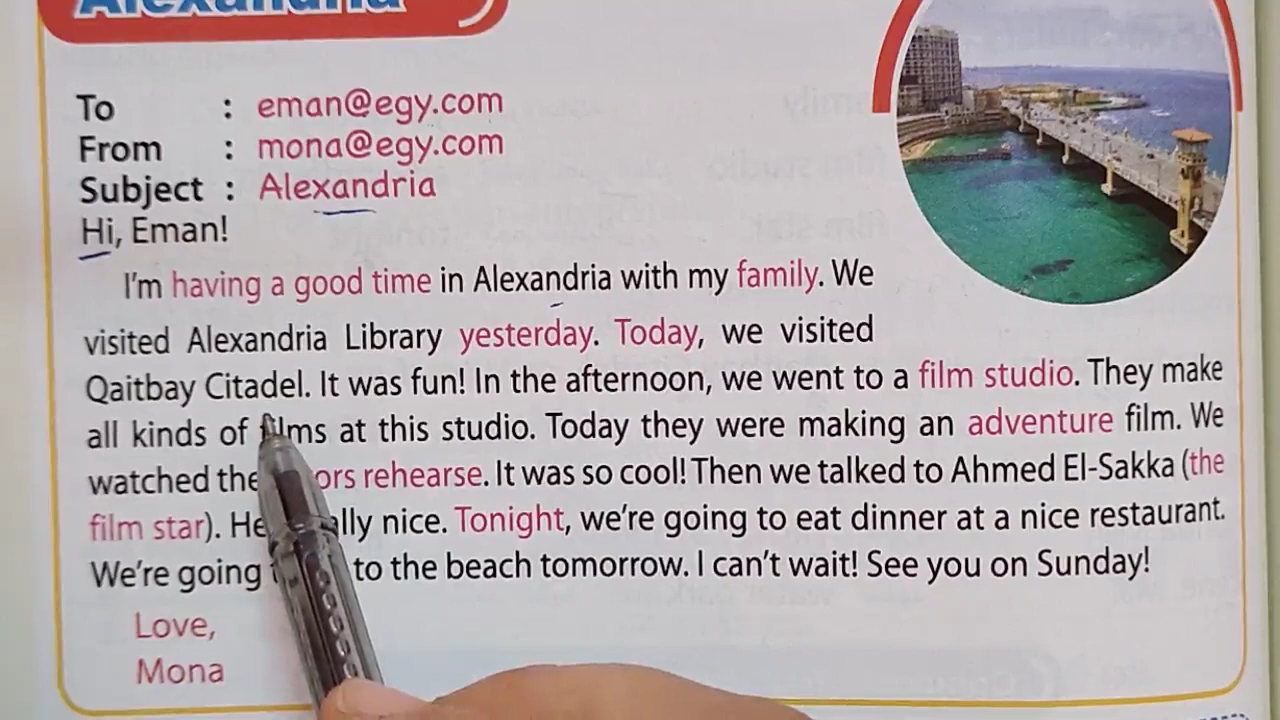 Alexandria
To : eman@egy.com
From : mona@egy.com
Subject : Alexandria
Hi, Eman!
I'm having a good time in Alexandria with my family. We
visited Alexandria Library yesterday. Today, we visited
Qaitbay Citadel. It was fun! In the afternoon, we went to a film studio. They make
all kinds of films at this studio. Today they were making an adventure film. We
watched the ors rehearse. It was so cool! Then we talked to Ahmed El-Sakka (the
film star). He ally nice. Tonight, we're going to eat dinner at a nice restaurant.
We're going to the beach tomorrow. I can't wait! See you on Sunday!
Love,
Mona